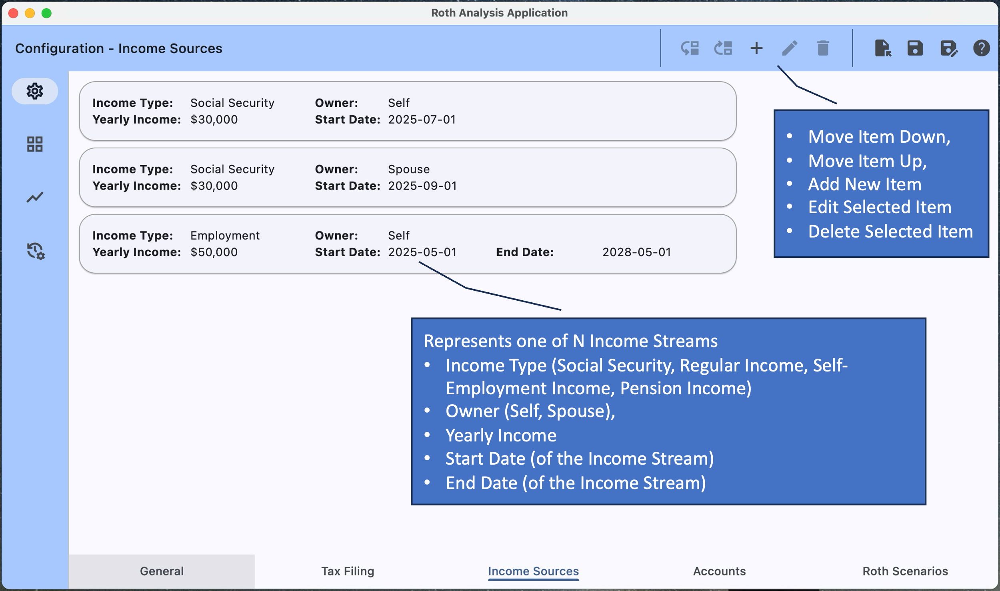 Roth Analysis Application
Configuration - Income Sources
Income Type: Social Security Owner: Self
Yearly Income: $30,000 Start Date: 2025-07-01
Income Type: Social Security Owner: Spouse
Yearly Income: $30,000 Start Date: 2025-09-01
Income Type: Employment Owner: Self
Yearly Income: $50,000 Start Date: 2025-05-01 End Date: 2028-05-01
• Move Item Down,
• Move Item Up,
• Add New Item
• Edit Selected Item
• Delete Selected Item
Represents one of N Income Streams
• Income Type (Social Security, Regular Income, Self-
Employment Income, Pension Income)
• Owner (Self, Spouse),
• Yearly Income
• Start Date (of the Income Stream)
• End Date (of the Income Stream)
General Tax Filing Income Sources Accounts Roth Scenarios